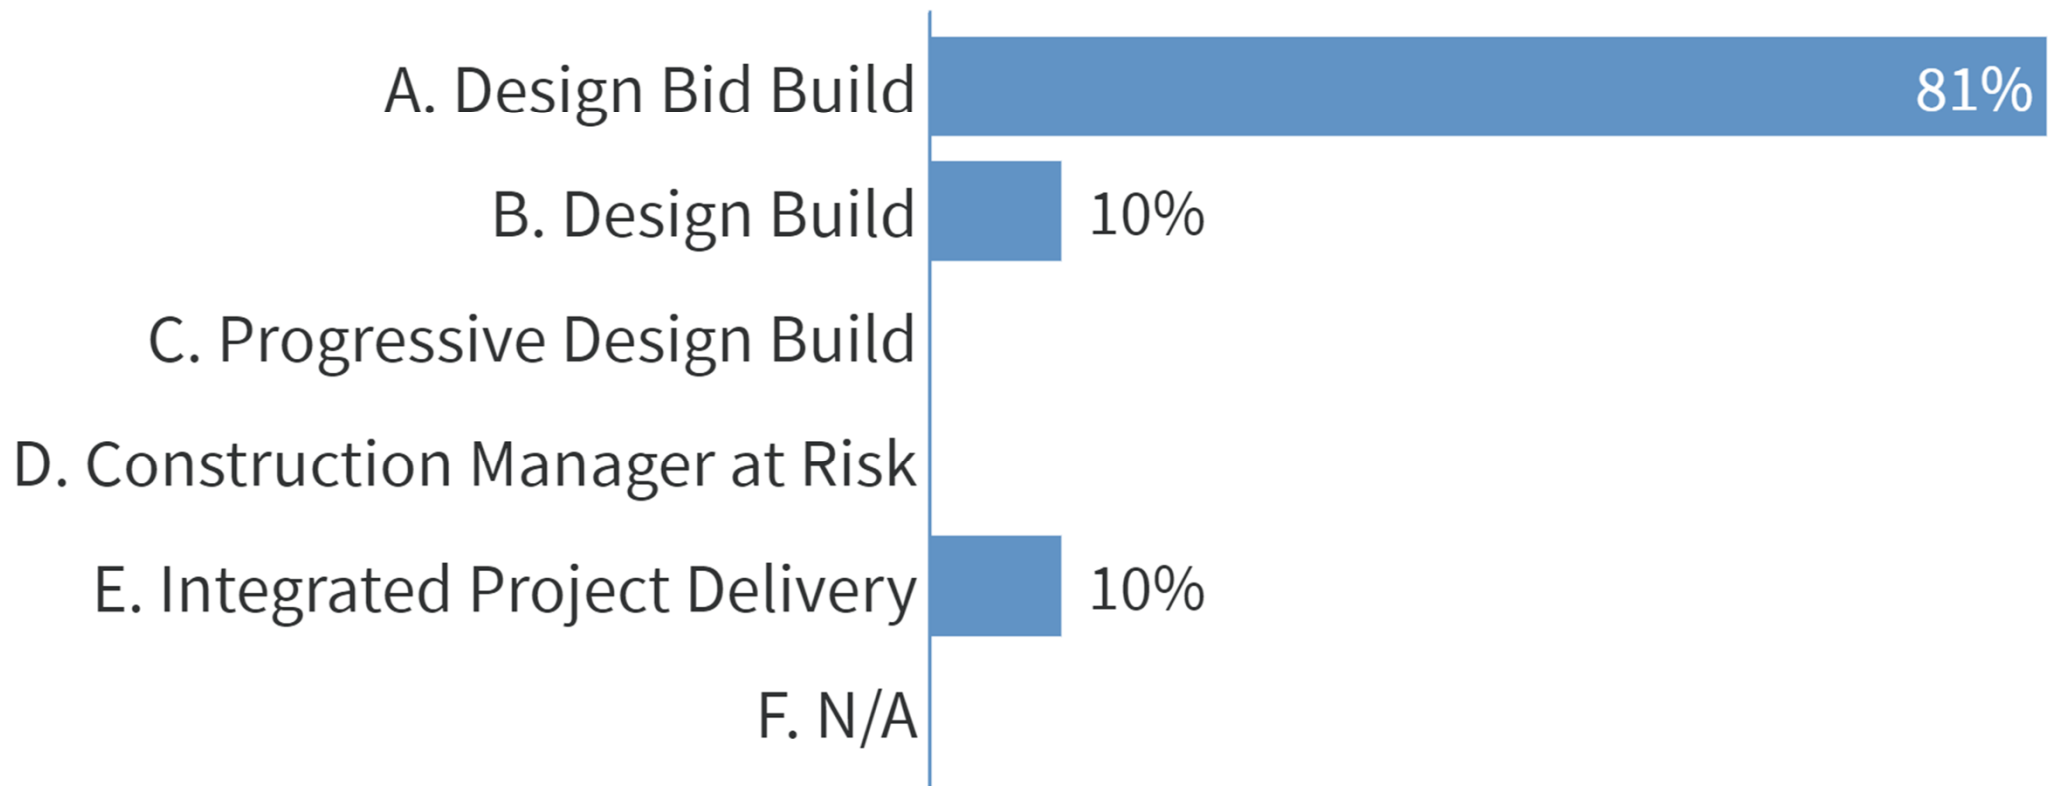 A. Design Bid Build 81%
B. Design Build 10%
C. Progressive Design Build
D. Construction Manager at Risk
E. Integrated Project Delivery 10%
F. N/A